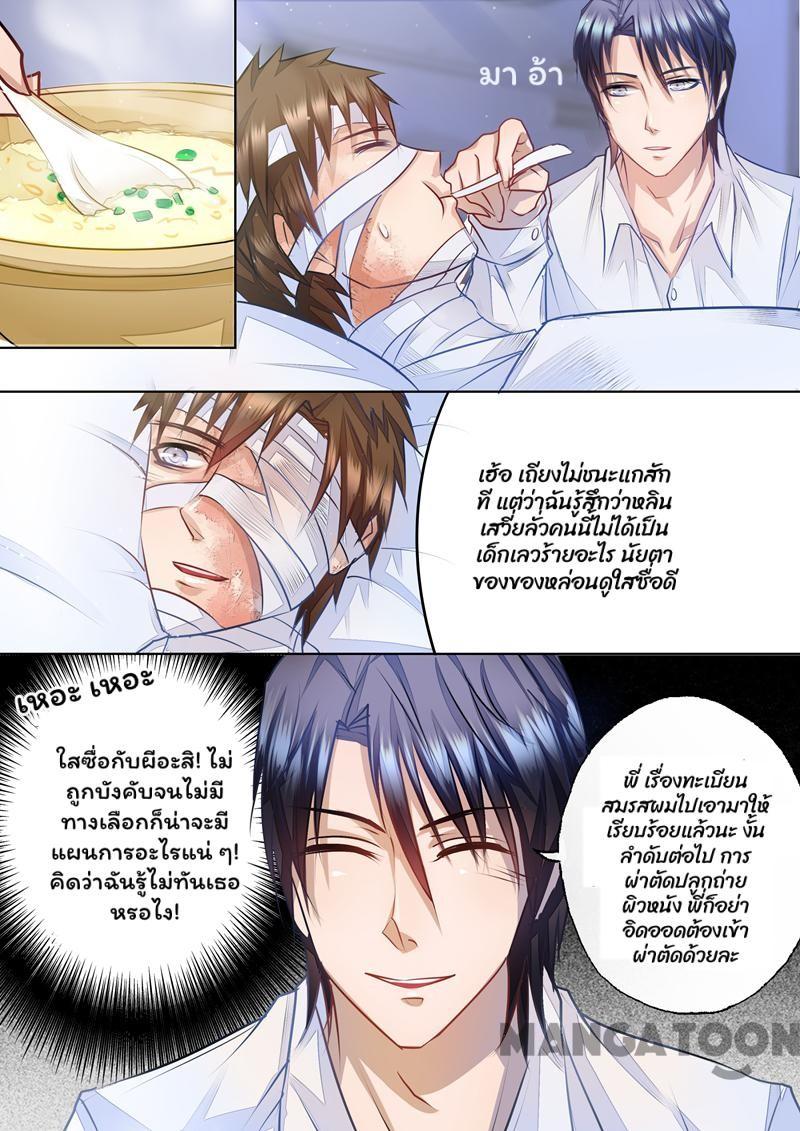 มา อ้า
เฮ้อ เถียงไม่ชนะแกสัก
ที แต่ว่าฉันรู้สึกว่าหลิน
เสวี่ยลั่วคนนี้ไม่ได้เป็น
เด็กเลวร้ายอะไร นัยตา
ของของหล่อนดูใสซื่อดี
เหอะ เหอะ
ใสซื่อกับผีอะสิ! ไม่
ถูกบังคับจนไม่มี
ทางเลือกก็น่าจะมี
แผนการอะไรแน่ ๆ!
คิดว่าฉันรู้ไม่ทันเธอ
หรอไง!
พี่ เรื่องทะเบียน
สมรสผมไปเอามาให้
เรียบร้อยแล้วนะ งั้น
ลำดับต่อไป การ
ผ่าตัดปลูกถ่าย
ผิวหนัง พี่ก็อย่า
อิดออดต้องเข้า
ผ่าตัดด้วยละ
MANGATOON